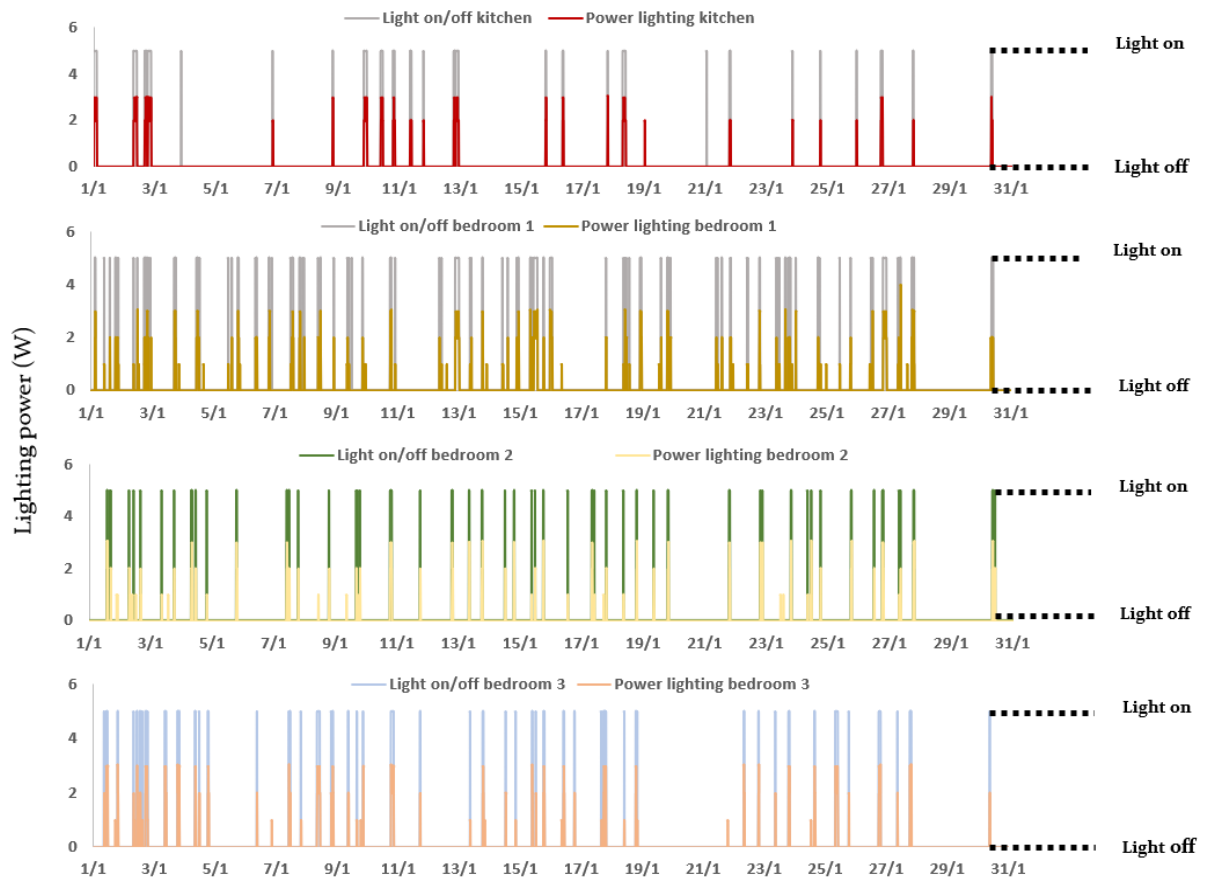 Light on/off kitchen Power lighting kitchen
6
Light on
4
2
0
Light off
1/1 3/1 5/1 7/1 9/1 11/1 13/1 15/1 17/1 19/1 21/1 23/1 25/1 27/1 29/1 31/1
Light on/off bedroom 1 Power lighting bedroom 1
6
Light on
4
2
0
Light off
1/1 3/1 5/1 7/1 9/1 11/1 13/1 15/1 17/1 19/1 21/1 23/1 25/1 27/1 29/1 31/1
Lighting power (W)
Light on/off bedroom 2 Power lighting bedroom 2
6
Light on
4
2
0
Light off
1/1 3/1 5/1 7/1 9/1 11/1 13/1 15/1 17/1 19/1 21/1 23/1 25/1 27/1 29/1 31/1
Light on/off bedroom 3 Power lighting bedroom 3
6
Light on
4
2
0
Light off
1/1 3/1 5/1 7/1 9/1 11/1 13/1 15/1 17/1 19/1 21/1 23/1 25/1 27/1 29/1 31/1